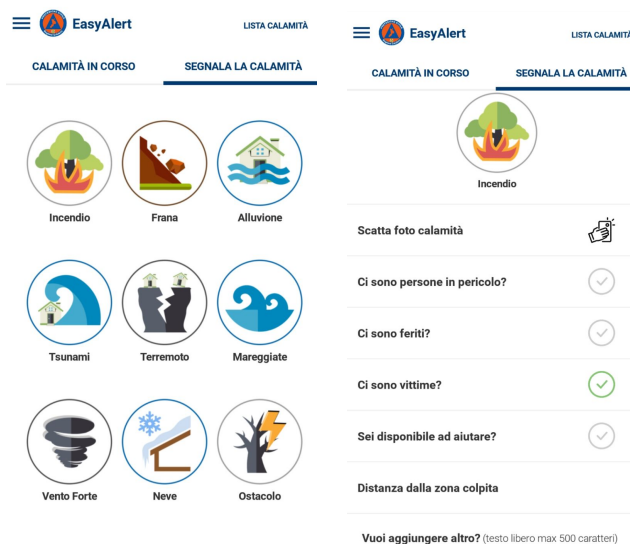 EasyAlert
LISTA CALAMITÀ
CALAMITÀ IN CORSO
SEGNALA LA CALAMITÀ
Incendio
Frana
Alluvione
Tsunami
Terremoto
Mareggiate
Vento Forte
Neve
Ostacolo
EasyAlert
LISTA CALAMITÀ
CALAMITÀ IN CORSO
SEGNALA LA CALAMITÀ
Incendio
Scatta foto calamità
Ci sono persone in pericolo?
Ci sono feriti?
Ci sono vittime?
Sei disponibile ad aiutare?
Distanza dalla zona colpita
Vuoi aggiungere altro? (testo libero max 500 caratteri)